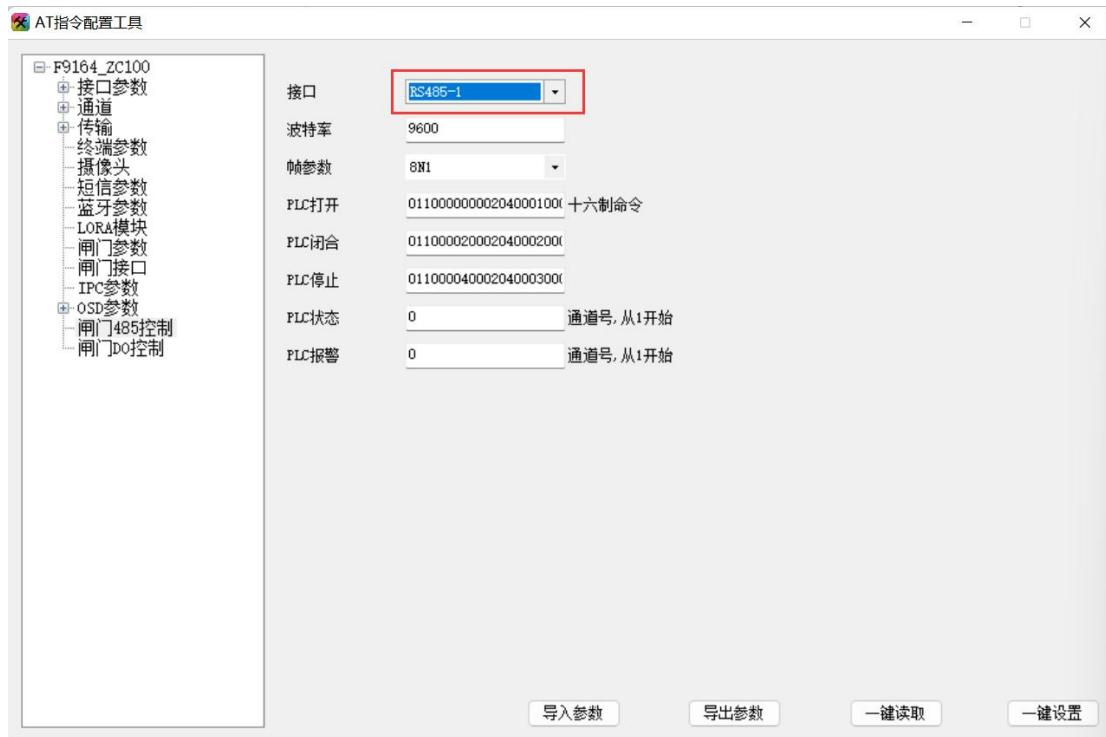 AT指令配置工具
F9164_ZC100
接口参数
通道
传输
终端参数
摄像头
短信参数
蓝牙参数
LORA模块
闸门参数
闸门接口
IPC参数
OSD参数
闸门485控制
闸门DO控制
接口 RS485-1
波特率 9600
帧参数 8N1
PLC打开 01100000000204000100 十六制命令
PLC闭合 01100002000204000200
PLC停止 01100004000204000300
PLC状态 0 通道号,从1开始
PLC报警 0 通道号,从1开始
导入参数 导出参数 一键读取 一键设置